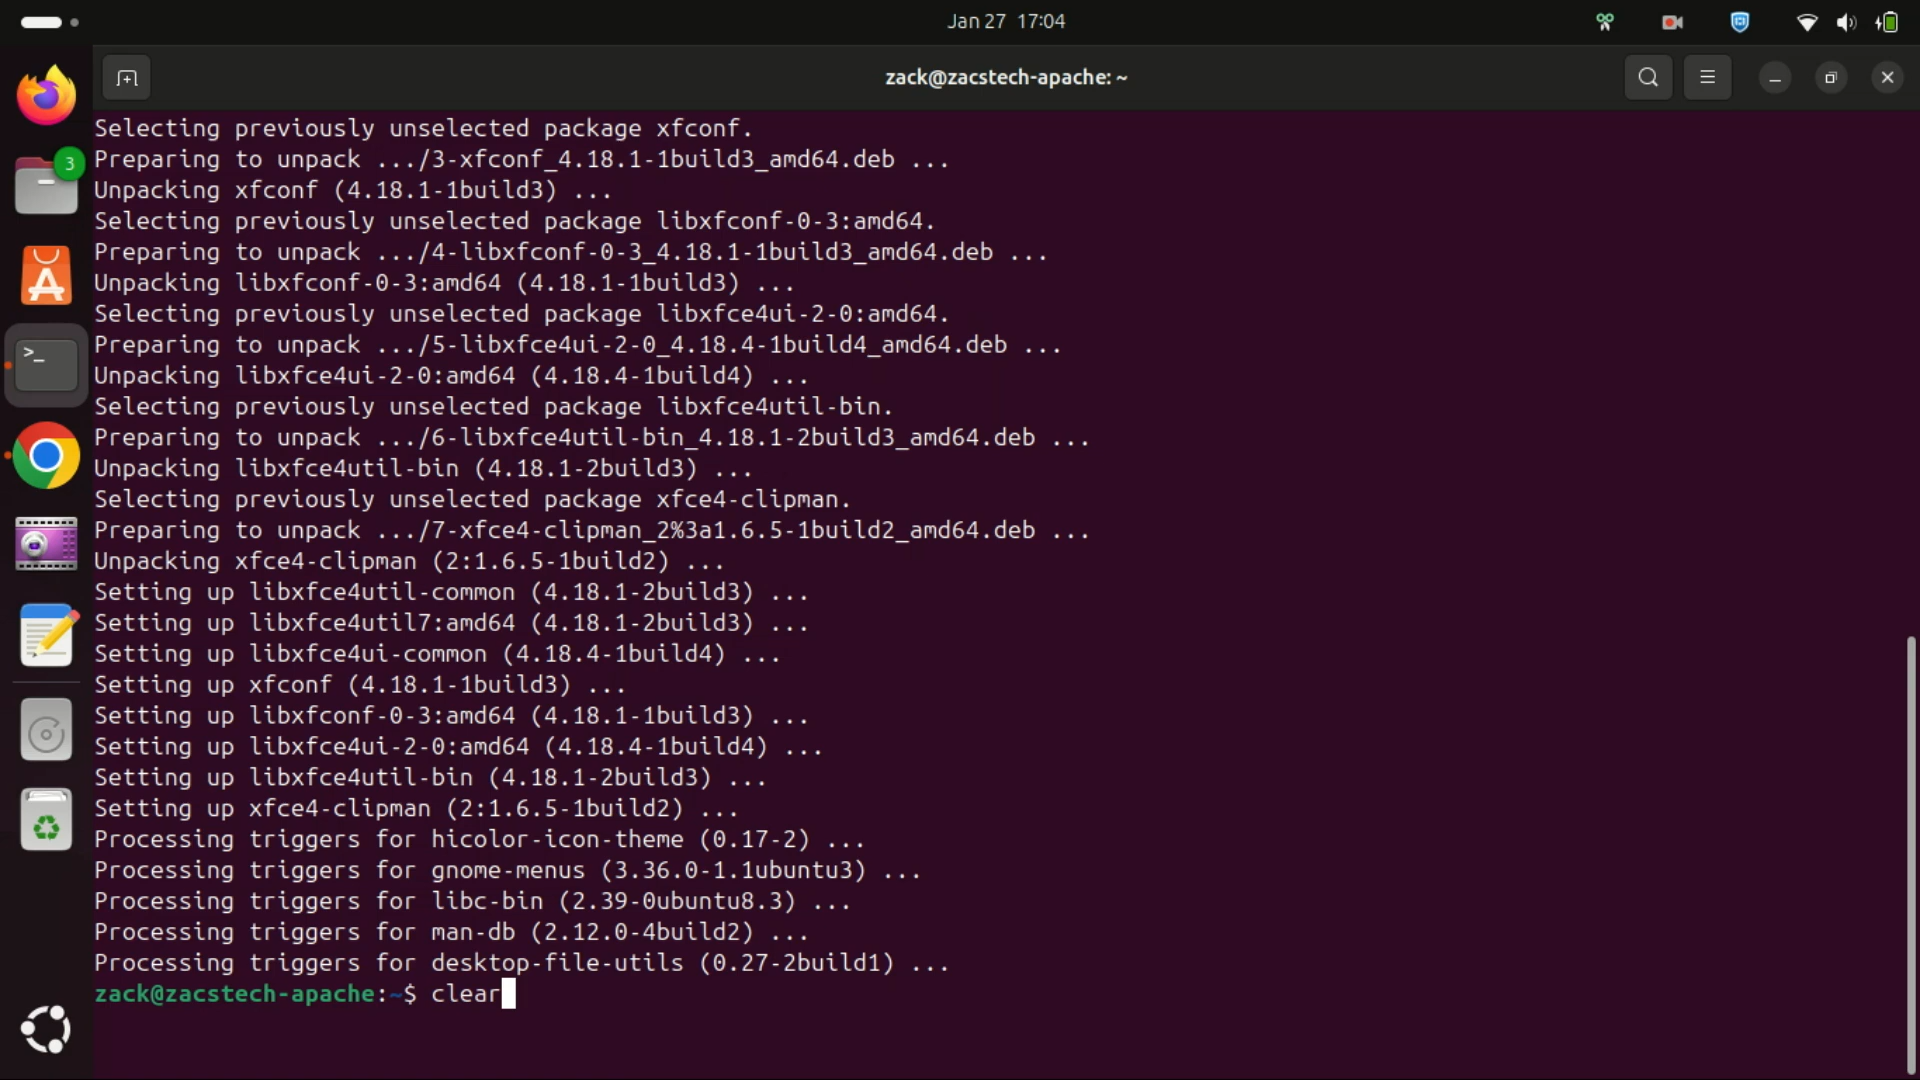 Jan 27 17:04
zack@zacstech-apache: ~
3
Selecting previously unselected package xfconf.
Preparing to unpack .../3-xfconf_4.18.1-1build3_amd64.deb ...
Unpacking xfconf (4.18.1-1build3) ...
Selecting previously unselected package libxfconf-0-3:amd64.
Preparing to unpack .../4-libxfconf-0-3_4.18.1-1build3_amd64.deb ...
Unpacking libxfconf-0-3:amd64 (4.18.1-1build3) ...
Selecting previously unselected package libxfce4ui-2-0:amd64.
Preparing to unpack .../5-libxfce4ui-2-0_4.18.4-1build4_amd64.deb ...
Unpacking libxfce4ui-2-0:amd64 (4.18.4-1build4) ...
Selecting previously unselected package libxfce4util-bin.
Preparing to unpack .../6-libxfce4util-bin_4.18.1-2build3_amd64.deb ...
Unpacking libxfce4util-bin (4.18.1-2build3) ...
Selecting previously unselected package xfce4-clipman.
Preparing to unpack .../7-xfce4-clipman_2%3a1.6.5-1build2_amd64.deb ...
Unpacking xfce4-clipman (2:1.6.5-1build2) ...
Setting up libxfce4util-common (4.18.1-2build3) ...
Setting up libxfce4util7:amd64 (4.18.1-2build3) ...
Setting up libxfce4ui-common (4.18.4-1build4) ...
Setting up xfconf (4.18.1-1build3) ...
Setting up libxfconf-0-3:amd64 (4.18.1-1build3) ...
Setting up libxfce4ui-2-0:amd64 (4.18.4-1build4) ...
Setting up libxfce4util-bin (4.18.1-2build3) ...
Setting up xfce4-clipman (2:1.6.5-1build2) ...
Processing triggers for hicolor-icon-theme (0.17-2) ...
Processing triggers for gnome-menus (3.36.0-1.1ubuntu3) ...
Processing triggers for libc-bin (2.39-0ubuntu8.3) ...
Processing triggers for man-db (2.12.0-4build2) ...
Processing triggers for desktop-file-utils (0.27-2build1) ...
zack@zacstech-apache:~$ clear